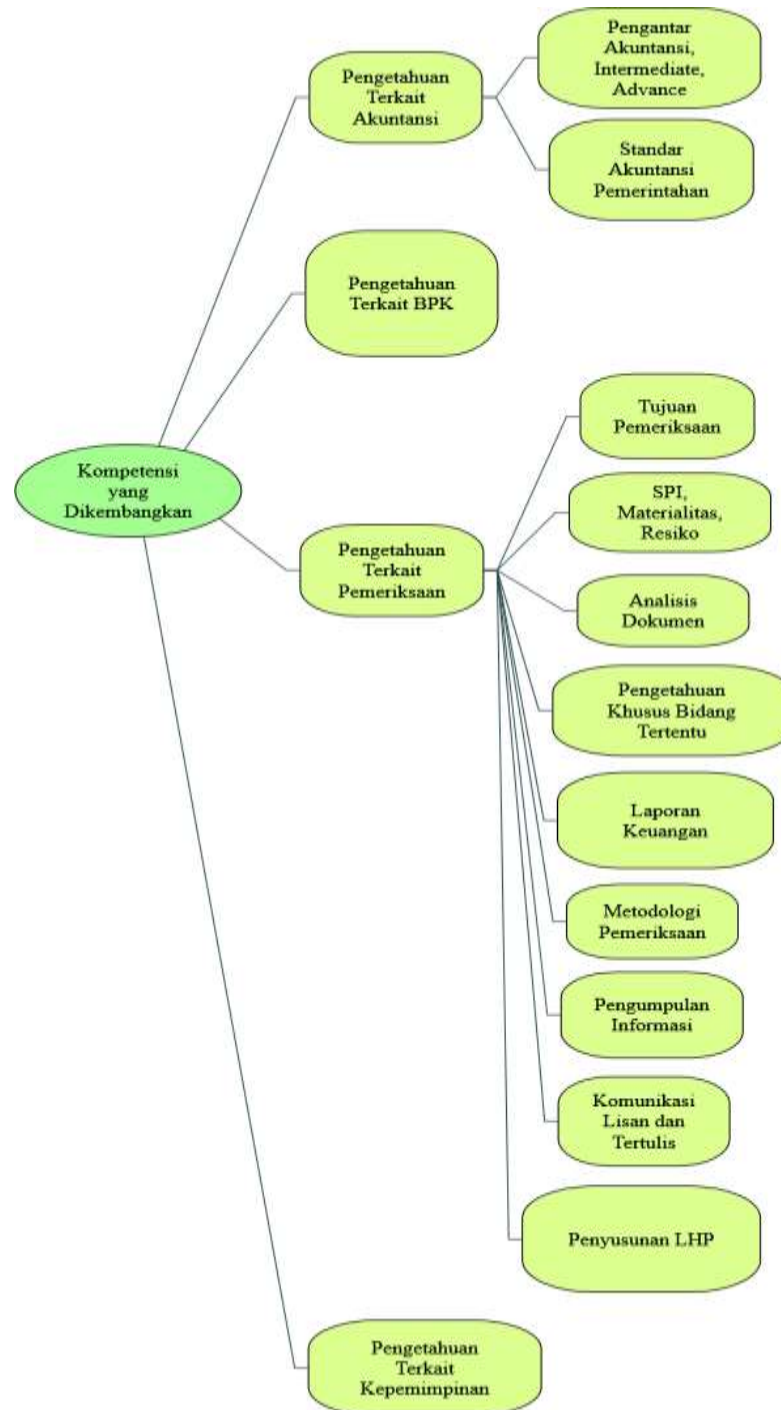 Pengantar
Akuntansi,
Intermediate,
Advance
Pengetahuan
Terkait
Akuntansi
Standar
Akuntansi
Pemerintahan
Pengetahuan
Terkait BPK
Kompetensi
yang
Dikembangkan
Pengetahuan
Terkait
Pemeriksaan
Tujuan
Pemeriksaan
SPI,
Materialitas,
Resiko
Analisis
Dokumen
Pengetahuan
Khusus Bidang
Tertentu
Laporan
Keuangan
Metodologi
Pemeriksaan
Pengumpulan
Informasi
Komunikasi
Lisan dan
Tertulis
Penyusunan LHP
Pengetahuan
Terkait
Kepemimpinan